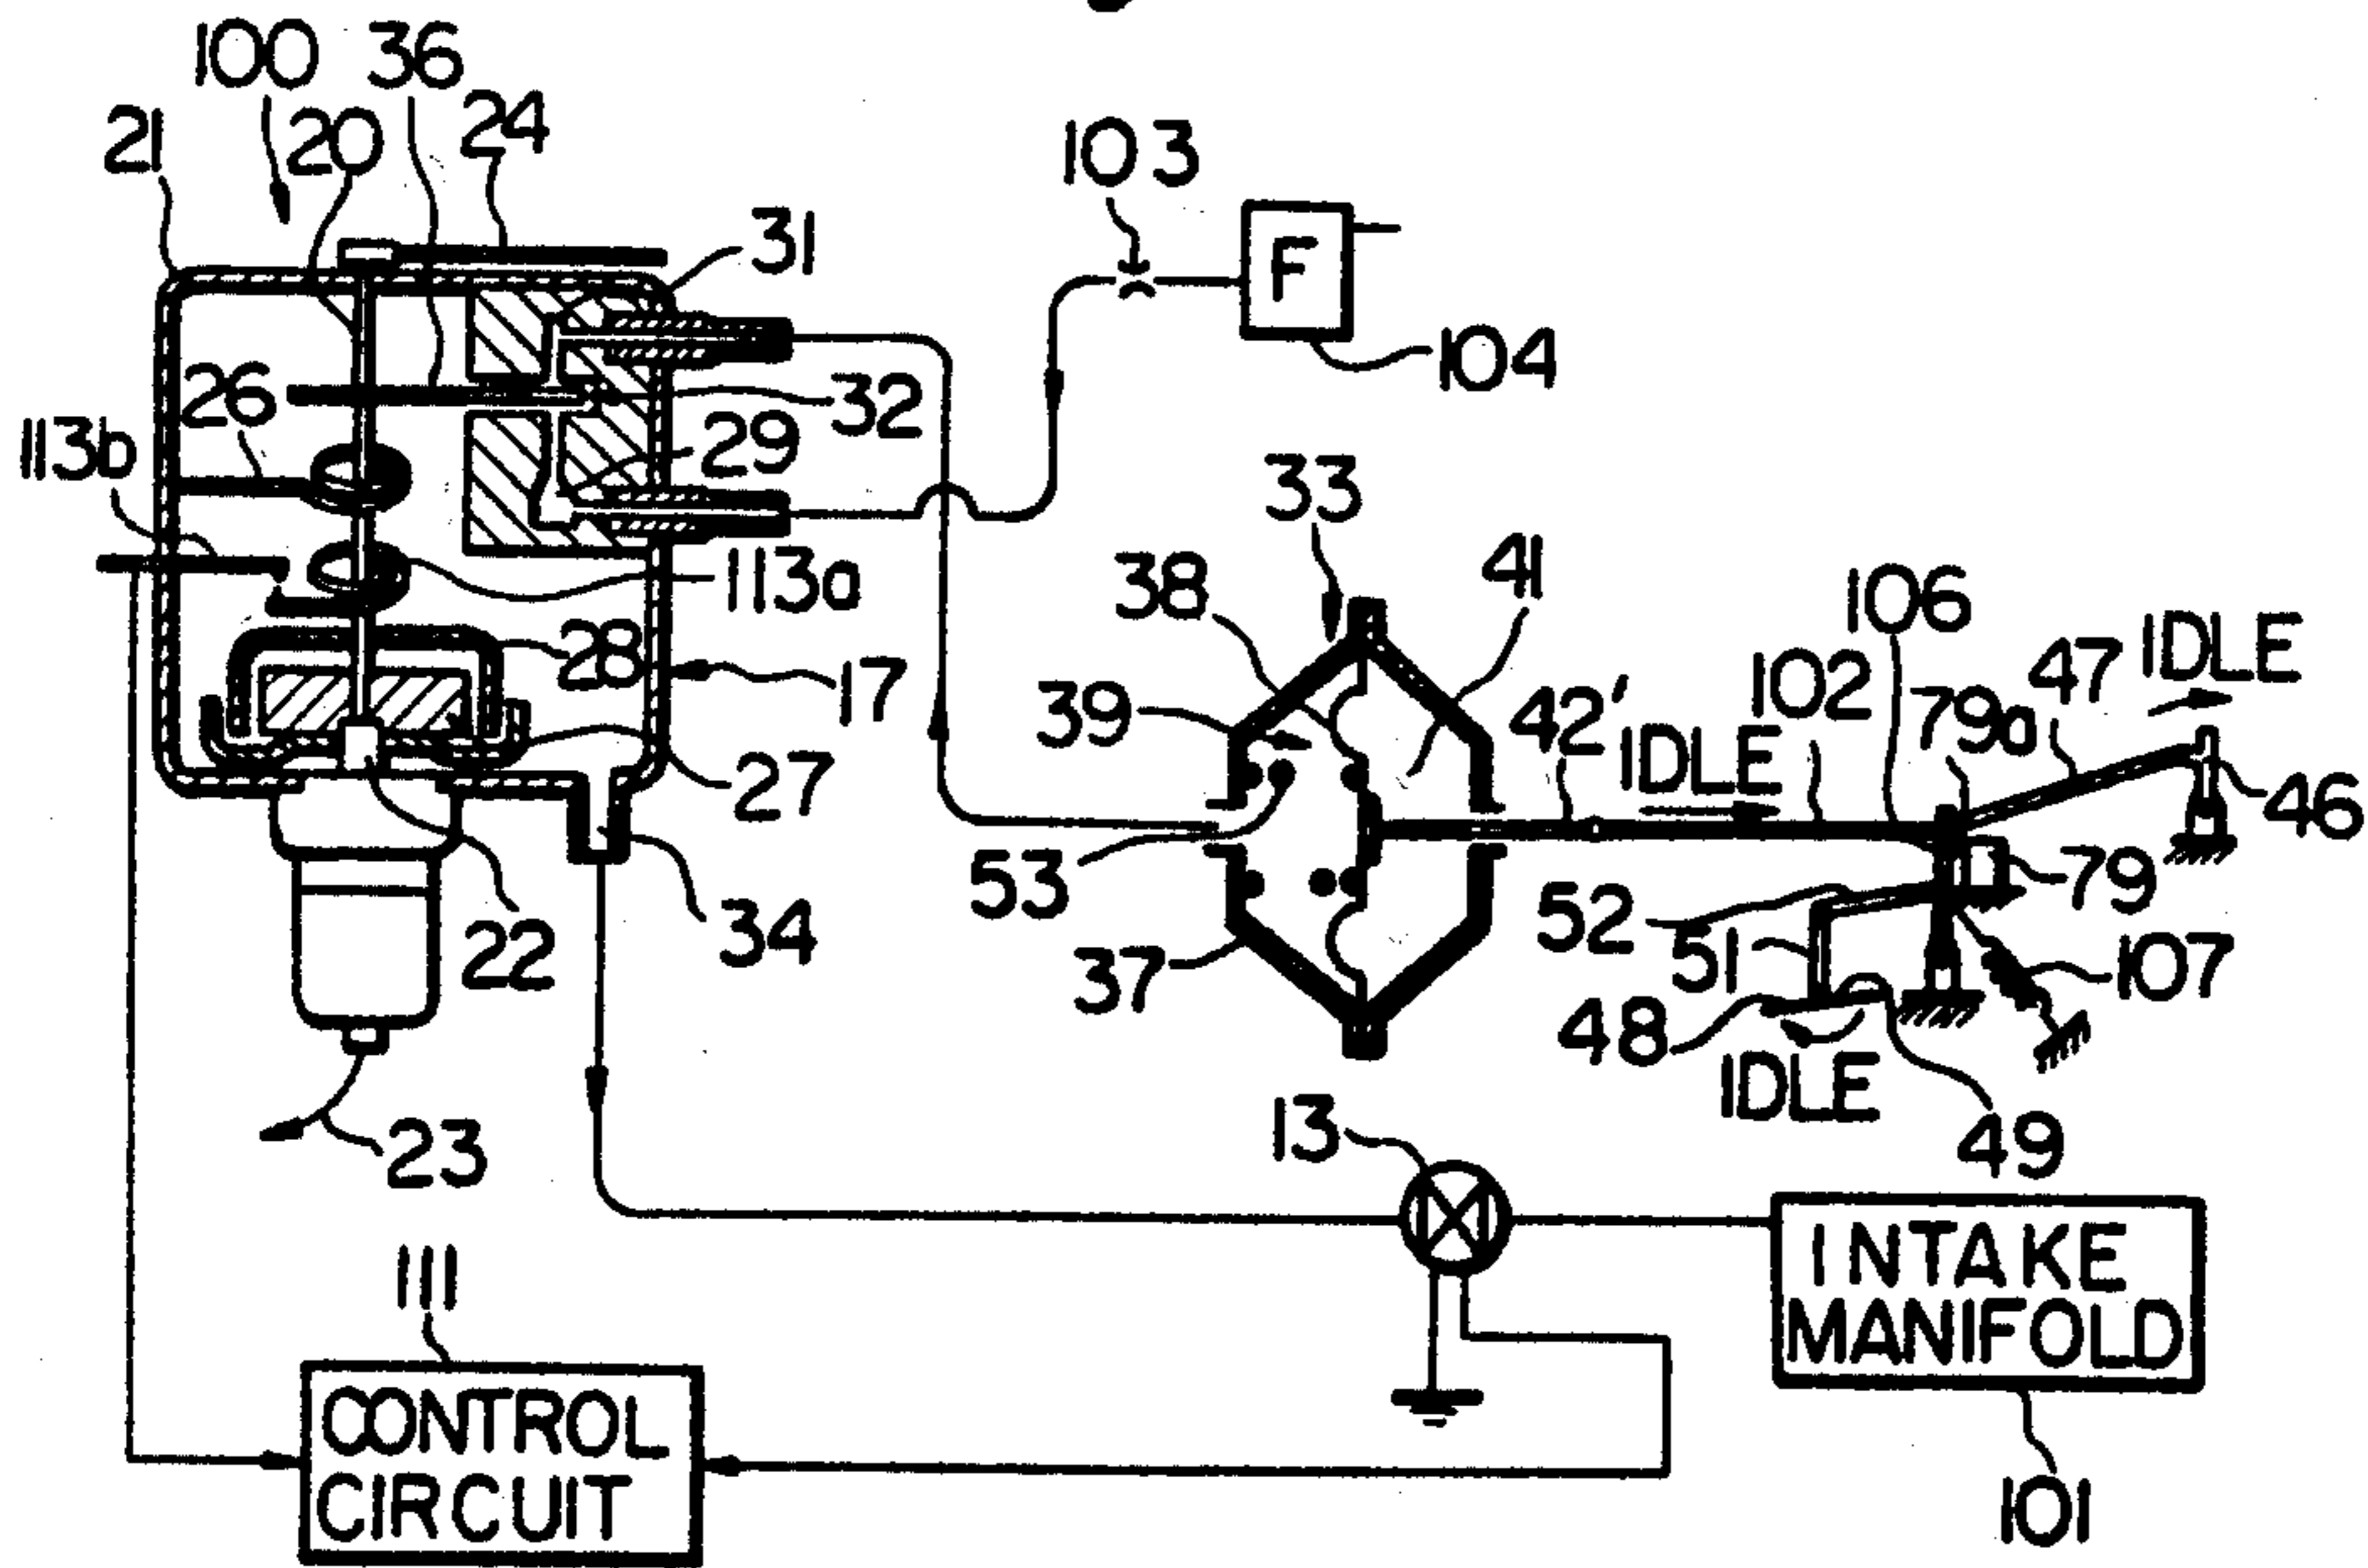 100 36
21 20 24
31
103
F
104
26
32
113b
29
33
113a
38 41
106
28
17
39
42'
IDLE
102
79a
47
IDLE
27
46
53
79
34
22
52
51
107
37
48
IDLE
49
23
13
111
INTAKE
MANIFOLD
CONTROL
CIRCUIT
101